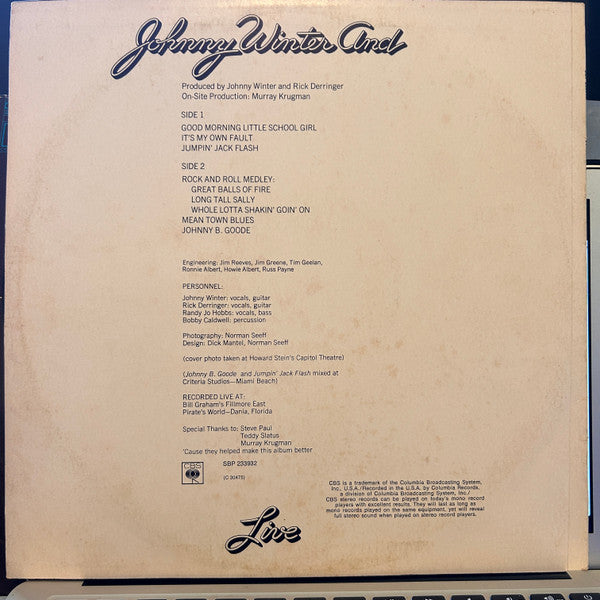 Johnny Winter And
Produced by Johnny Winter and Rick Derringer
On-Site Production: Murray Krugman
SIDE 1
GOOD MORNING LITTLE SCHOOL GIRL
IT'S MY OWN FAULT
JUMPIN' JACK FLASH
SIDE 2
ROCK AND ROLL MEDLEY:
GREAT BALLS OF FIRE
LONG TALL SALLY
WHOLE LOTTA SHAKIN' GOIN' ON
MEAN TOWN BLUES
JOHNNY B. GOODE
Engineering: Jim Reeves, Jim Greene, Tim Geelan,
Ronnie Albert, Howie Albert, Russ Payne
PERSONNEL:
Johnny Winter: vocals, guitar
Rick Derringer: vocals, guitar
Randy Jo Hobbs: vocals, bass
Bobby Caldwell: percussion
Photography: Norman Seeff
Design: Dick Mantel, Norman Seeff
(cover photo taken at Howard Stein's Capitol Theatre)
(Johnny B. Goode and Jumpin' Jack Flash mixed at
Criteria Studios—Miami Beach)
RECORDED LIVE AT:
Bill Graham's Fillmore East
Pirate's World—Dania, Florida
Special Thanks to: Steve Paul
Teddy Slatus
Murray Krugman
'Cause they helped make this album better
CBS
SBP 233932
(C 30475)
CBS is a trademark of the Columbia Broadcasting System,
Inc., U.S.A./Recorded in the U.S.A. by Columbia Records,
a division of Columbia Broadcasting System, Inc./
CBS stereo records can be played on today's mono record
players with excellent results. They will last as long as
mono records played on the same equipment, yet will reveal
full stereo sound when played on stereo record players.
Live